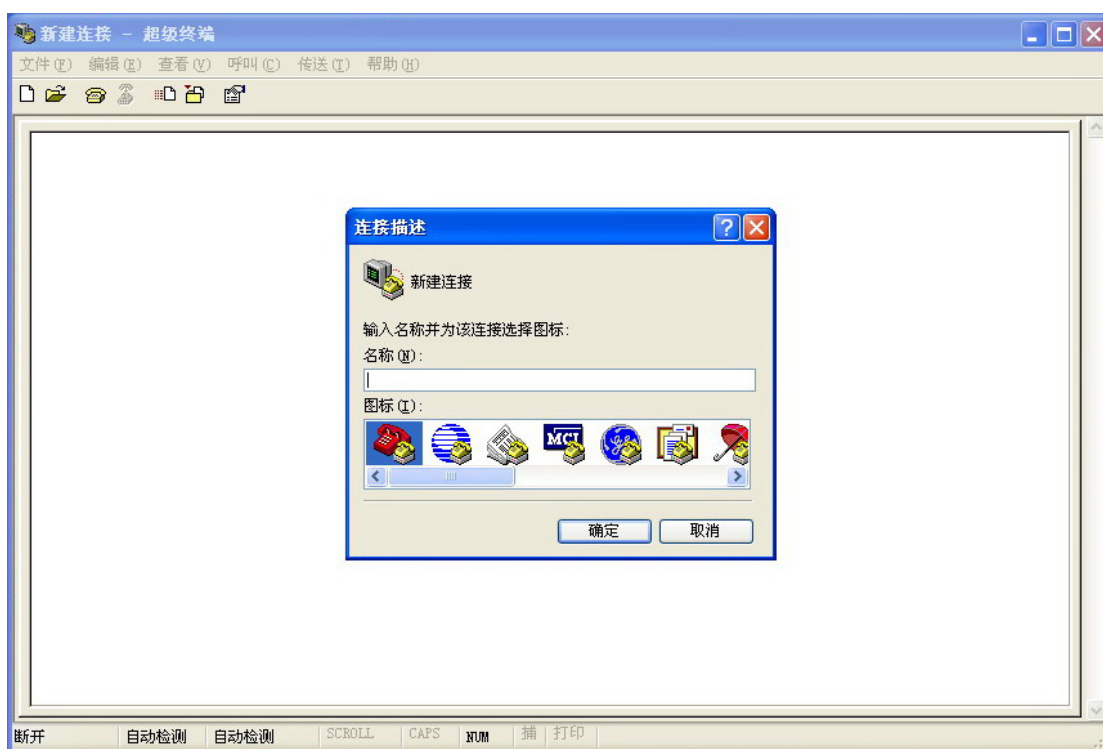 新建连接 - 超级终端
文件(F) 编辑(E) 查看(V) 呼叫(C) 传送(T) 帮助(H)
连接描述
新建连接
输入名称并为该连接选择图标:
名称(N):
图标(I):
MCI
确定 取消
断开 自动检测 自动检测 SCROLL CAPS NUM 捕 打印